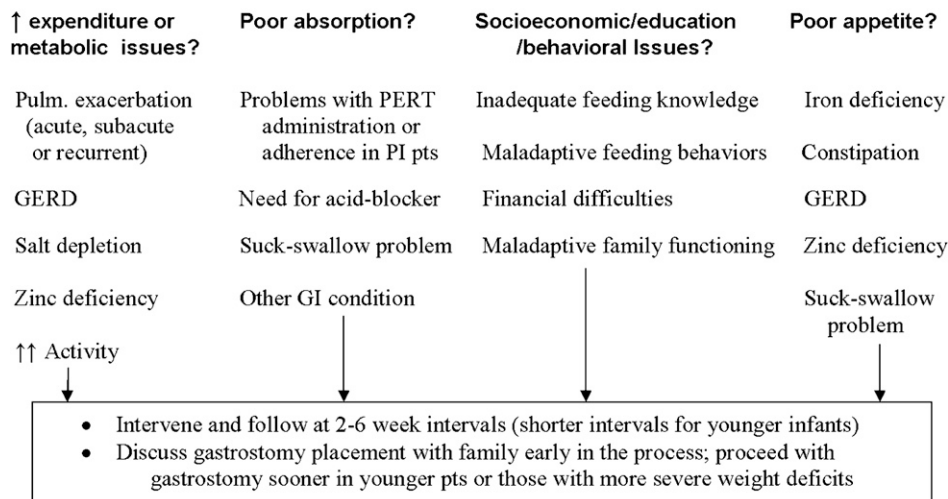 ↑ expenditure or
metabolic issues?
Pulm. exacerbation
(acute, subacute
or recurrent)
GERD
Salt depletion
Zinc deficiency
↑↑ Activity
Poor absorption?
Problems with PERT
administration or
adherence in PI pts
Need for acid-blocker
Suck-swallow problem
Other GI condition
Socioeconomic/education
/behavioral Issues?
Inadequate feeding knowledge
Maladaptive feeding behaviors
Financial difficulties
Maladaptive family functioning
Poor appetite?
Iron deficiency
Constipation
GERD
Zinc deficiency
Suck-swallow
problem
• Intervene and follow at 2-6 week intervals (shorter intervals for younger infants)
• Discuss gastrostomy placement with family early in the process; proceed with
gastrostomy sooner in younger pts or those with more severe weight deficits